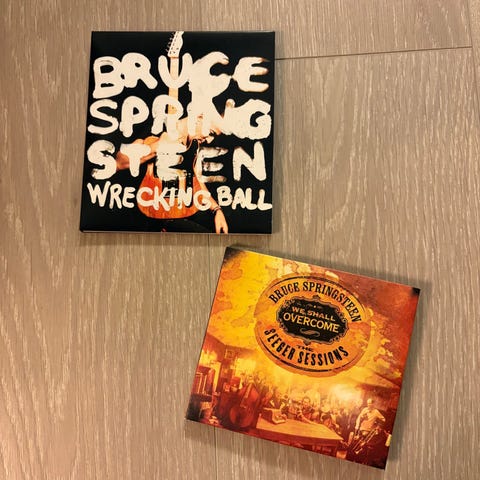 BRUCE
SPRING
STEEN
WRECKING BALL
BRUCE SPRINGSTEEN
WE SHALL
OVERCOME
THE
SEEGER SESSIONS